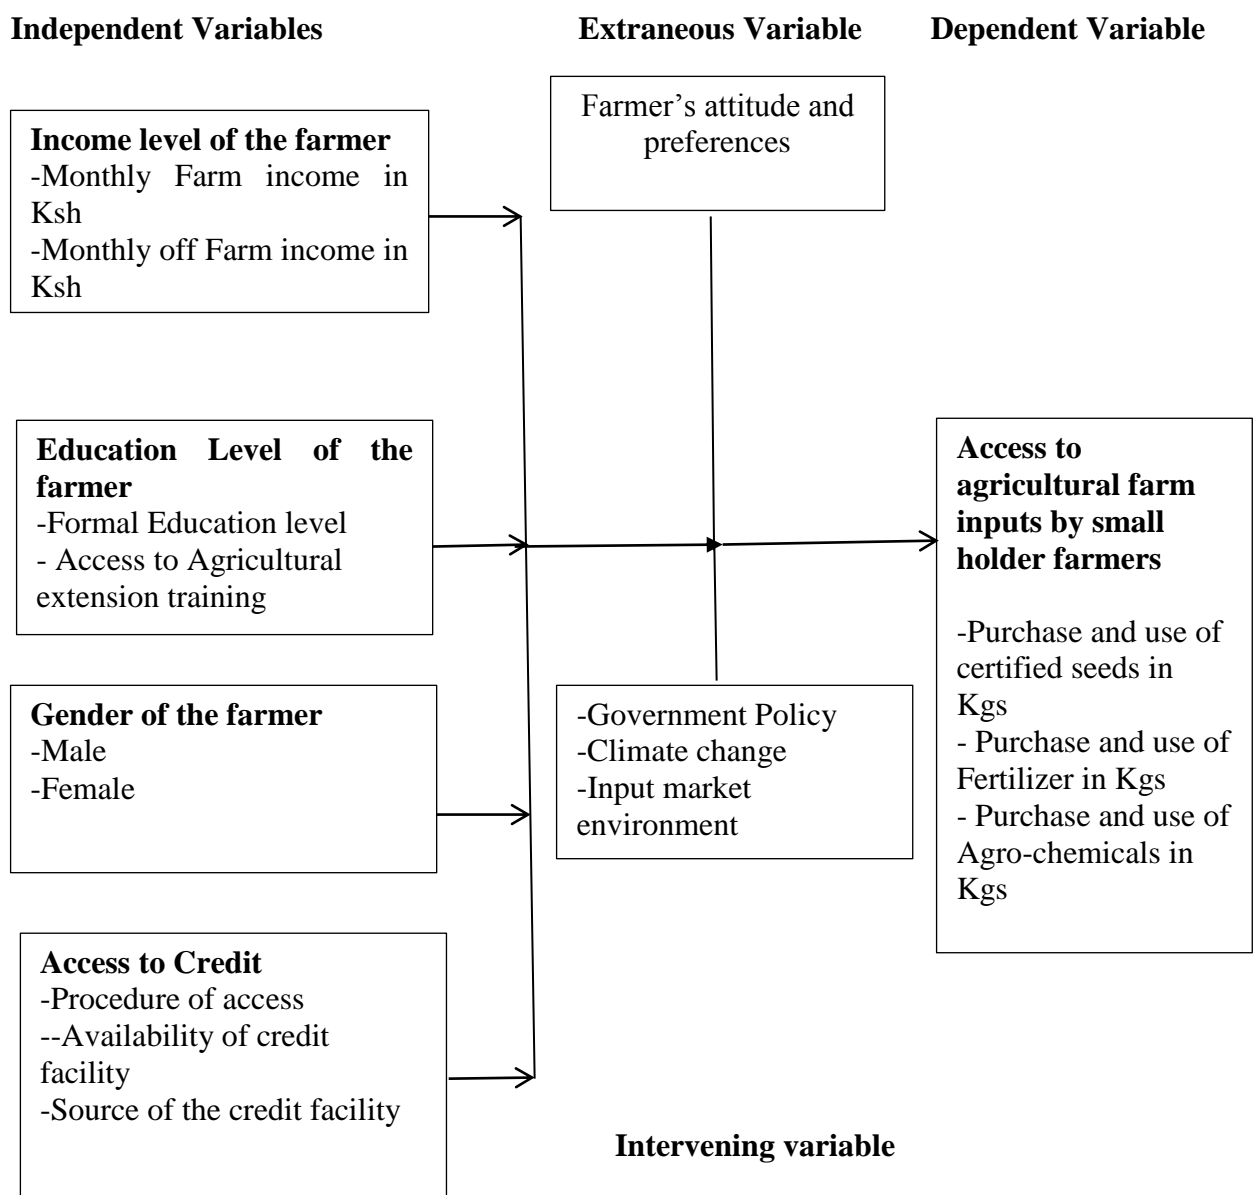 Independent Variables
Extraneous Variable
Dependent Variable
Income level of the farmer
-Monthly Farm income in
Ksh
-Monthly off Farm income in
Ksh
Education Level of the
farmer
-Formal Education level
- Access to Agricultural
extension training
Gender of the farmer
-Male
-Female
Access to Credit
-Procedure of access
--Availability of credit
facility
-Source of the credit facility
Farmer’s attitude and
preferences
-Government Policy
-Climate change
-Input market
environment
Intervening variable
Access to
agricultural farm
inputs by small
holder farmers
-Purchase and use of
certified seeds in
Kgs
- Purchase and use of
Fertilizer in Kgs
- Purchase and use of
Agro-chemicals in
Kgs